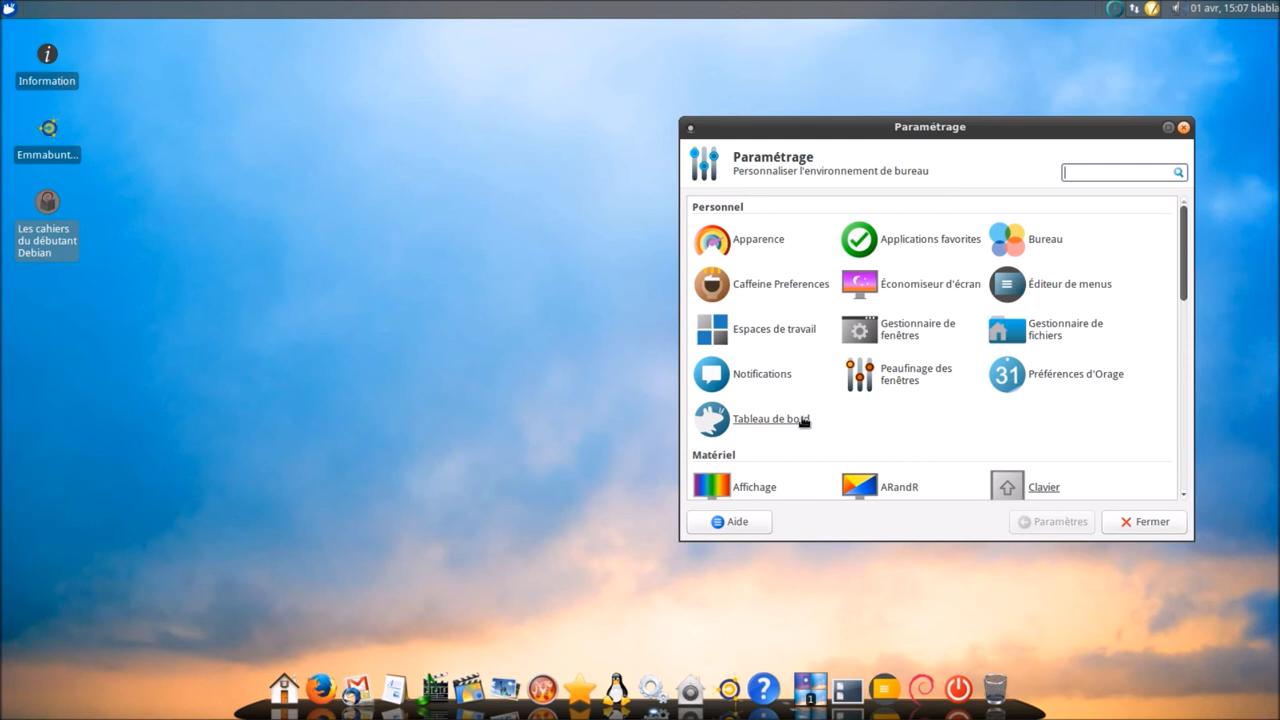 01 avr, 15:07 blabla
Information
Emmabunt...
Les cahiers
du débutant
Debian
Paramétrage
Paramétrage
Personnaliser l'environnement de bureau
Personnel
Apparence
Applications favorites
Bureau
Caffeine Preferences
Économiseur d'écran
Éditeur de menus
Espaces de travail
Gestionnaire de
fenêtres
Gestionnaire de
fichiers
Notifications
Peaufinage des
fenêtres
31
Préférences d'Orage
Tableau de bord
Matériel
Affichage
ARandR
Clavier
Aide
Paramètres
Fermer
1